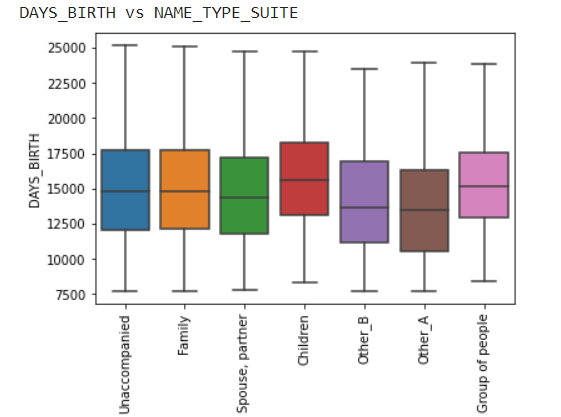 DAYS_BIRTH vs NAME_TYPE_SUITE
25000
22500
20000
17500
15000
12500
10000
7500
DAYS_BIRTH
Unaccompanied
Family
Spouse, partner
Children
Other_B
Other_A
Group of people